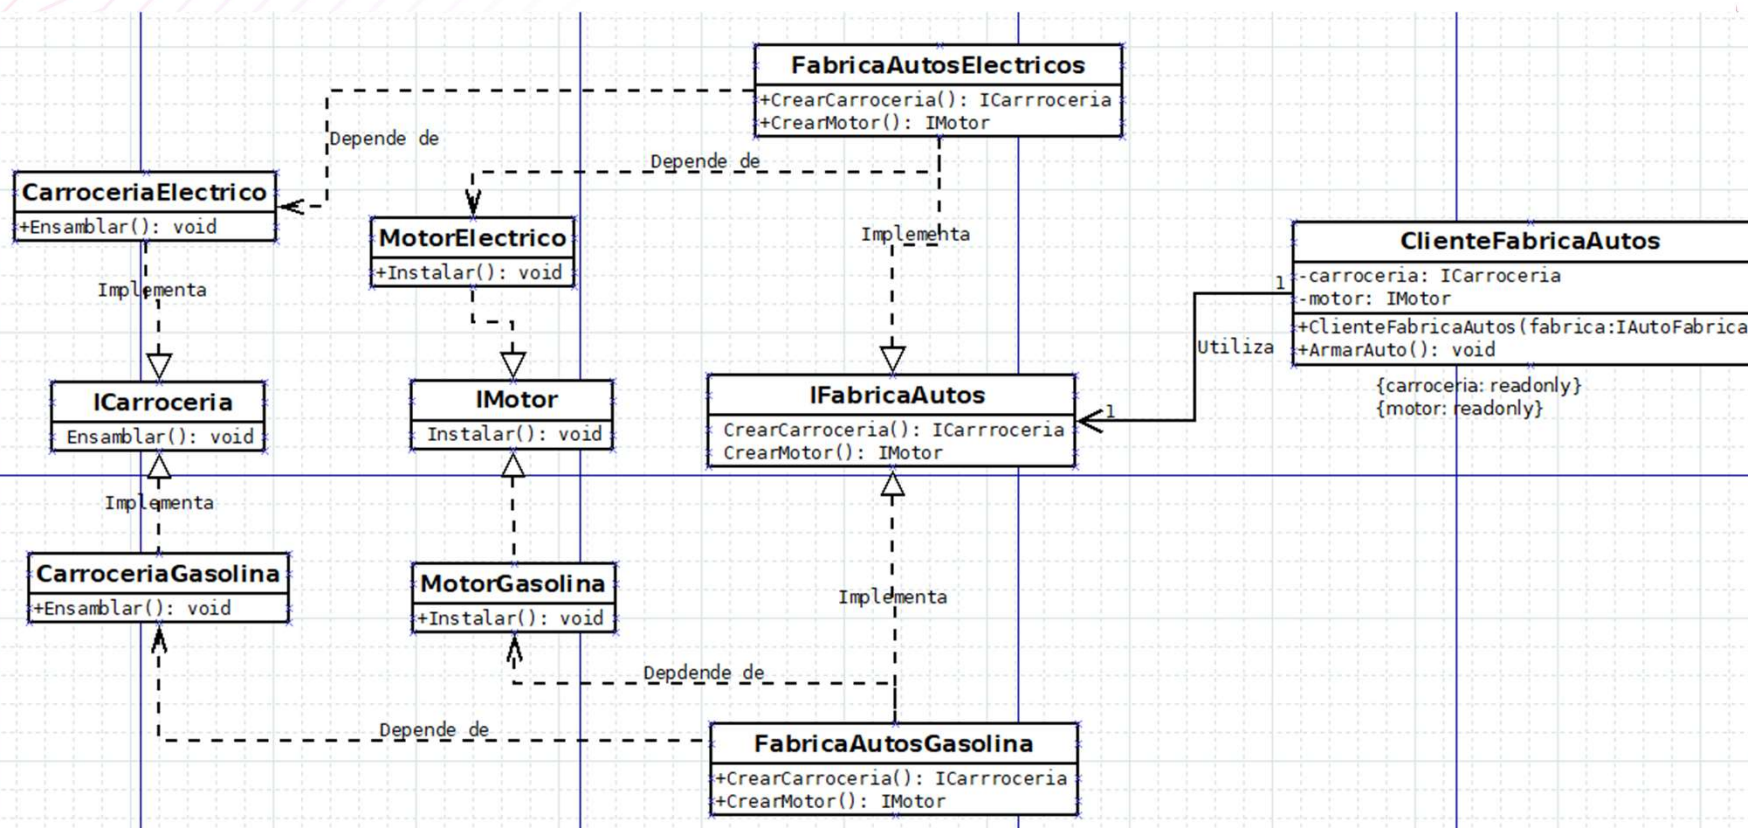 FabricaAutosElectricos
+CrearCarroceria(): ICarrroceria
+CrearMotor(): IMotor
Depende de
Depende de
CarroceriaElectrico
+Ensamblar(): void
MotorElectrico
+Instalar(): void
Implementa
Implementa
ClienteFabricaAutos
-carroceria: ICarroceria
-motor: IMotor
+ClienteFabricaAutos(fabrica:IAutoFabrica
+ArmarAuto(): void
1
Utiliza
1
{carroceria: readonly}
{motor: readonly}
ICarroceria
Ensamblar(): void
IMotor
Instalar(): void
IFabricaAutos
CrearCarroceria(): ICarrroceria
CrearMotor(): IMotor
Implementa
CarroceriaGasolina
+Ensamblar(): void
MotorGasolina
+Instalar(): void
Implementa
Depdende de
Depende de
FabricaAutosGasolina
+CrearCarroceria(): ICarrroceria
+CrearMotor(): IMotor